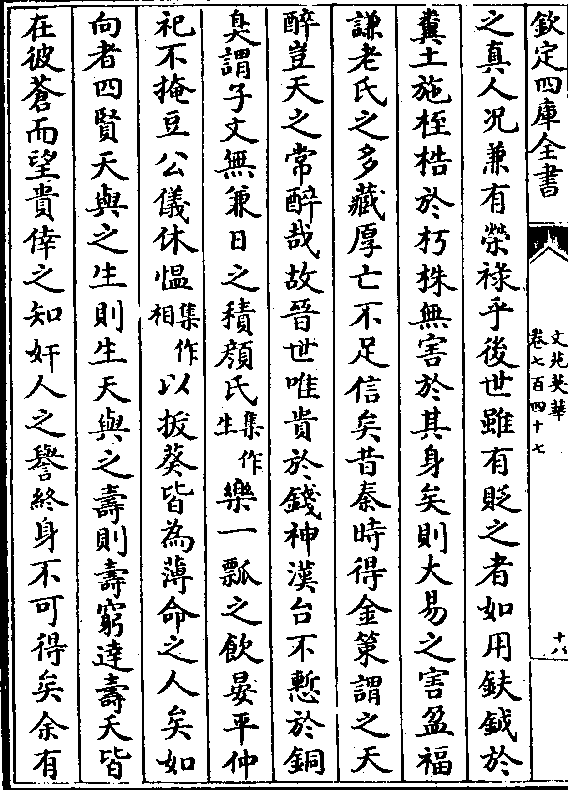 欽定四庫全書
文苑英華
卷七百四十七
十八
之真人况兼有榮禄乎後世雖有貶之者如用鈇鉞於
糞土施桎梏於朽株無害於其身矣則大易之害盈福
謙老氏之多藏厚亡不足信矣昔秦時得金策謂之天
醉豈天之常醉哉故晉世唯貴於錢神漢台不慙於銅
臭謂子文無兼日之積顔氏集作生樂一瓢之飲晏平仲
祀不掩豆公儀休愠集作相以拔葵皆為薄命之人矣如
向者四賢天與之生則生天與之壽則壽窮達壽夭皆
在彼蒼而望貴倖之知奸人之譽終身不可得矣余有